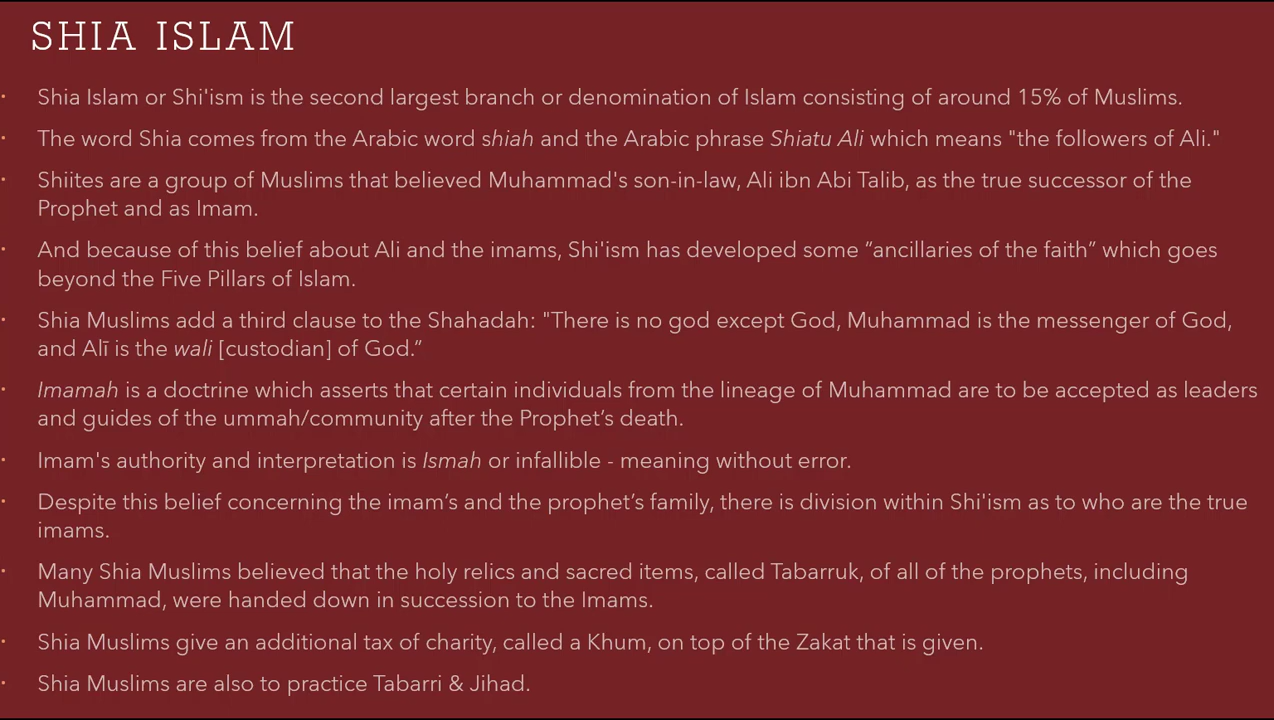 SHIA ISLAM
· Shia Islam or Shi'ism is the second largest branch or denomination of Islam consisting of around 15% of Muslims.
· The word Shia comes from the Arabic word shiah and the Arabic phrase Shiatu Ali which means "the followers of Ali."
· Shiites are a group of Muslims that believed Muhammad's son-in-law, Ali ibn Abi Talib, as the true successor of the
Prophet and as Imam.
· And because of this belief about Ali and the imams, Shi'ism has developed some “ancillaries of the faith” which goes
beyond the Five Pillars of Islam.
· Shia Muslims add a third clause to the Shahadah: "There is no god except God, Muhammad is the messenger of God,
and Alī is the wali [custodian] of God.”
· Imamah is a doctrine which asserts that certain individuals from the lineage of Muhammad are to be accepted as leaders
and guides of the ummah/community after the Prophet’s death.
· Imam's authority and interpretation is Ismah or infallible - meaning without error.
· Despite this belief concerning the imam’s and the prophet’s family, there is division within Shi'ism as to who are the true
imams.
· Many Shia Muslims believed that the holy relics and sacred items, called Tabarruk, of all of the prophets, including
Muhammad, were handed down in succession to the Imams.
· Shia Muslims give an additional tax of charity, called a Khum, on top of the Zakat that is given.
· Shia Muslims are also to practice Tabarri & Jihad.